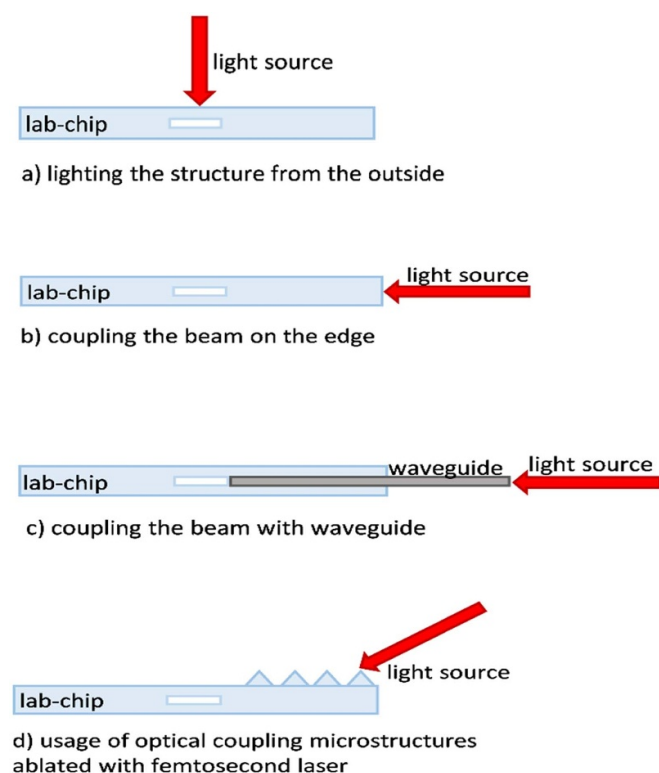 light source
lab-chip
a) lighting the structure from the outside
light source
lab-chip
b) coupling the beam on the edge
waveguide
light source
lab-chip
c) coupling the beam with waveguide
light source
lab-chip
d) usage of optical coupling microstructures
ablated with femtosecond laser